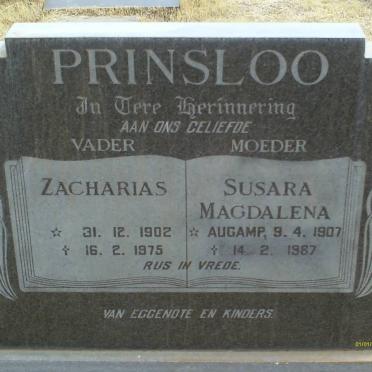 PRINSLOO
In Tere Herinnering
AAN ONS GELIEFDE
VADER MOEDER
ZACHARIAS
☆ 31. 12. 1902
✝ 16. 2. 1975
SUSARA
MAGDALENA
☆ AUGAMP, 9. 4. 1907
✝ 14. 2. 1987
RUS IN VREDE.
VAN EGGENOTE EN KINDERS.